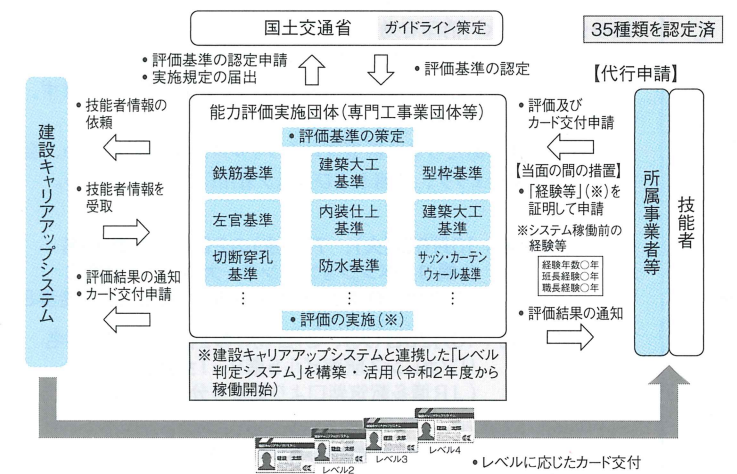 国土交通省 ガイドライン策定
35種類を認定済
• 評価基準の認定申請
• 実施規定の届出
• 評価基準の認定
【代行申請】
建設キャリアアップシステム
• 技能者情報の
依頼
• 技能者情報を
受取
• 評価結果の通知
• カード交付申請
能力評価実施団体(専門工事業団体等)
• 評価基準の策定
鉄筋基準
建築大工
基準
型枠基準
左官基準
内装仕上
基準
建築大工
基準
切断穿孔
基準
防水基準
サッシ・カーテン
ウォール基準
⋮ ⋮ ⋮
• 評価の実施(※)
※建設キャリアアップシステムと連携した「レベル
判定システム」を構築・活用(令和2年度から
稼働開始)
• 評価及び
カード交付申請
【当面の間の措置】
• 「経験等」(※)を
証明して申請
※システム稼働前の
経験等
経験年数○年
班長経験○年
職長経験○年
• 評価結果の通知
所属事業者等
技能者
建設 太郎
レベル2
建設 太郎
レベル3
建設 太郎
レベル4
建設 太郎
• レベルに応じたカード交付